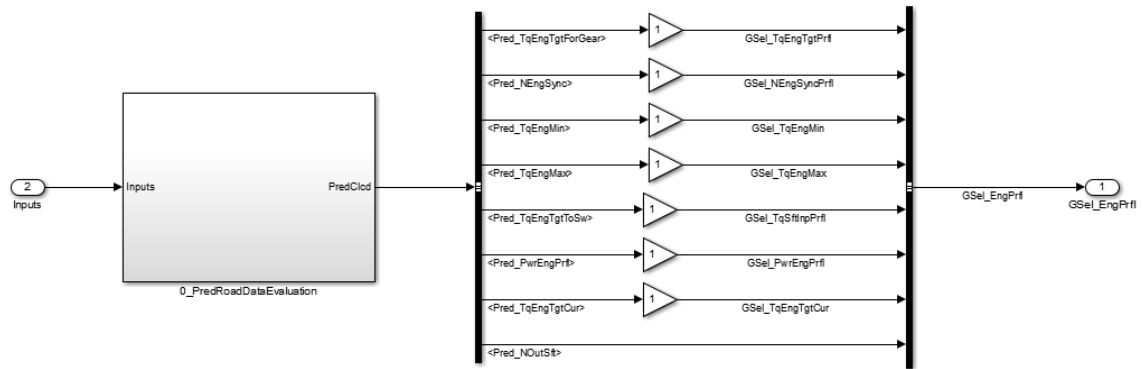 <Pred_TqEngTgtForGear>
1
GSel_TqEngTgtPrfl
<Pred_NEngSync>
1
GSel_NEngSyncPrfl
<Pred_TqEngMin>
1
GSel_TqEngMin
<Pred_TqEngMax>
1
GSel_TqEngMax
2
Inputs
Inputs
PredClcd
0_PredRoadDataEvaluation
<Pred_TqEngTgtToSw>
1
GSel_TqSftInpPrfl
<Pred_PwrEngPrfl>
1
GSel_PwrEngPrfl
<Pred_TqEngTgtCur>
1
GSel_TqEngTgtCur
<Pred_NOutSft>
GSel_EngPrfl
1
GSel_EngPrfl